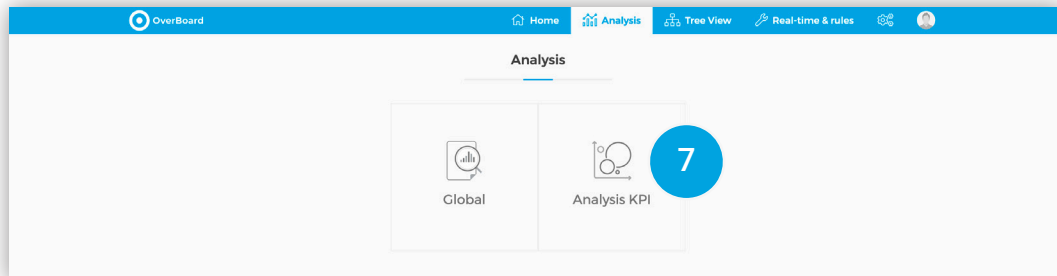 OverBoard Home Analysis Tree View Real-time & rules
Analysis
7
Global Analysis KPI